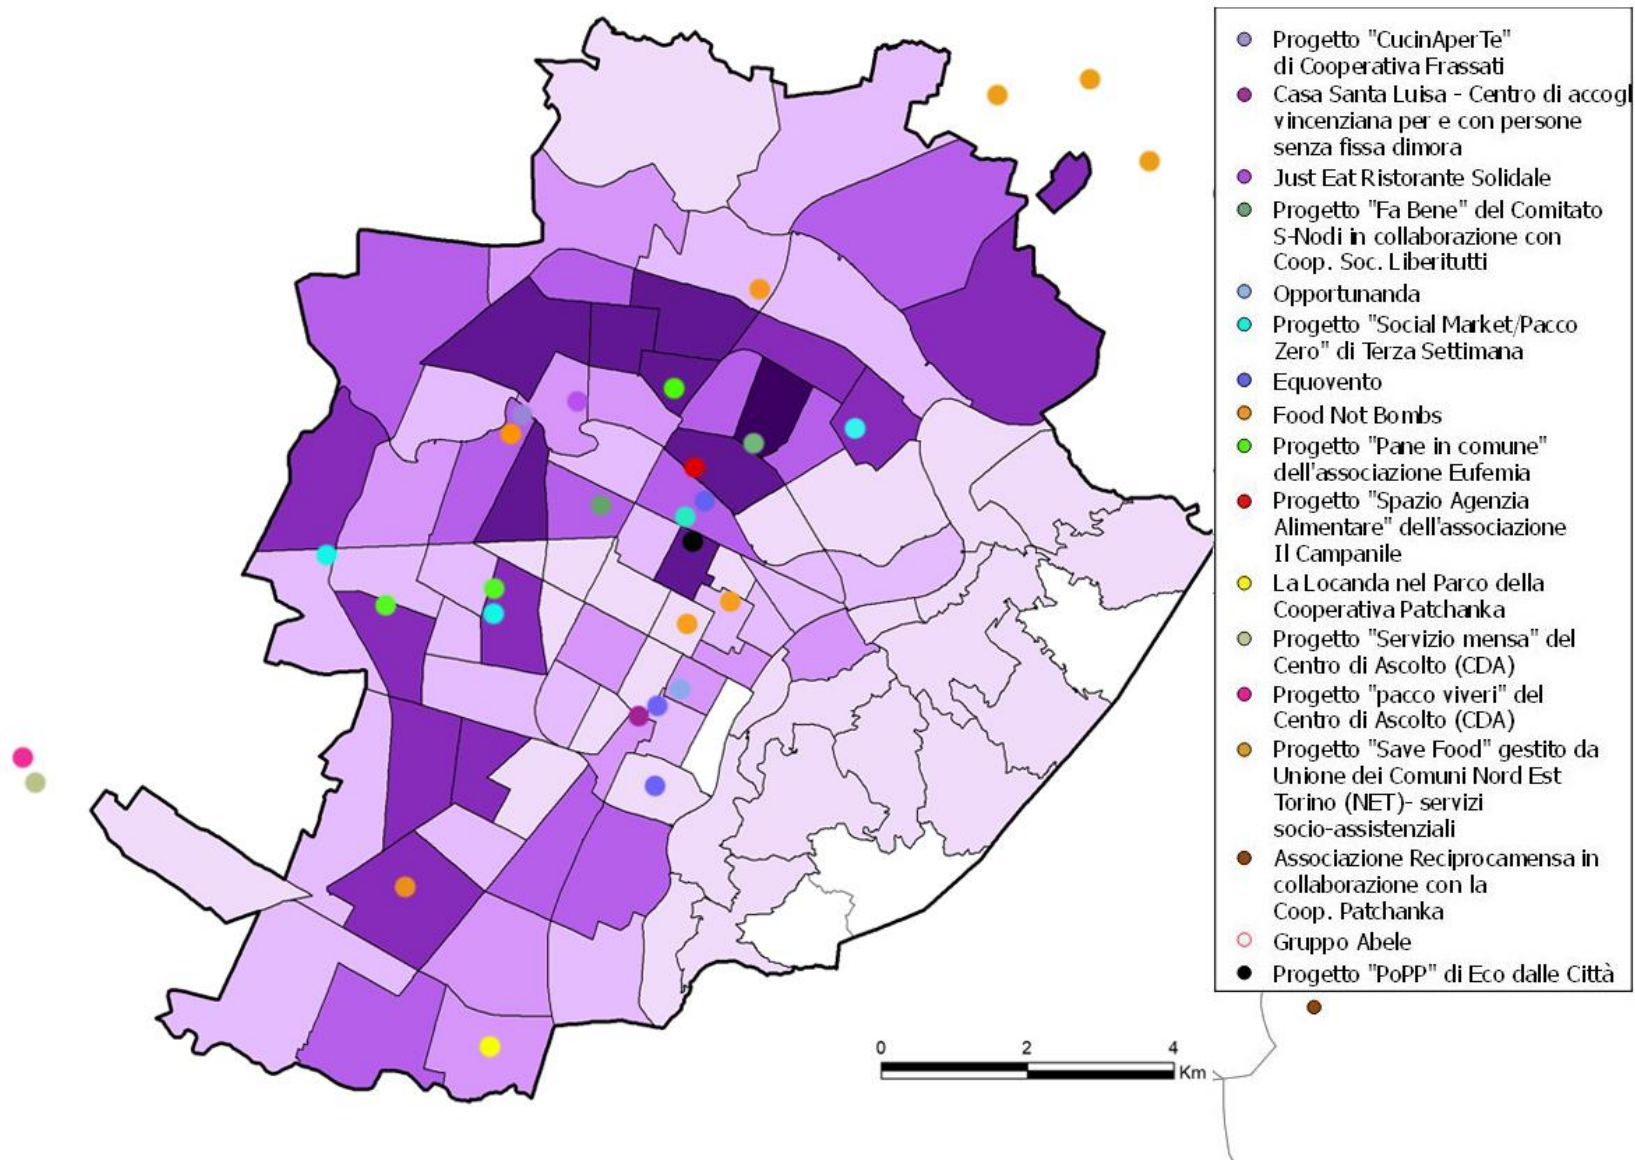 Progetto "CucinAperTe"
di Cooperativa Frassati
Casa Santa Luisa - Centro di accogl
vincenziana per e con persone
senza fissa dimora
Just Eat Ristorante Solidale
Progetto "Fa Bene" del Comitato
S-Nodi in collaborazione con
Coop. Soc. Liberitutti
Opportunanda
Progetto "Social Market/Pacco
Zero" di Terza Settimana
Equovento
Food Not Bombs
Progetto "Pane in comune"
dell'associazione Eufemia
Progetto "Spazio Agenzia
Alimentare" dell'associazione
Il Campanile
La Locanda nel Parco della
Cooperativa Patchanka
Progetto "Servizio mensa" del
Centro di Ascolto (CDA)
Progetto "pacco viveri" del
Centro di Ascolto (CDA)
Progetto "Save Food" gestito da
Unione dei Comuni Nord Est
Torino (NET)- servizi
socio-assistenziali
Associazione Reciprocamensa in
collaborazione con la
Coop. Patchanka
Gruppo Abele
Progetto "PoPP" di Eco dalle Città
0 2 4
Km